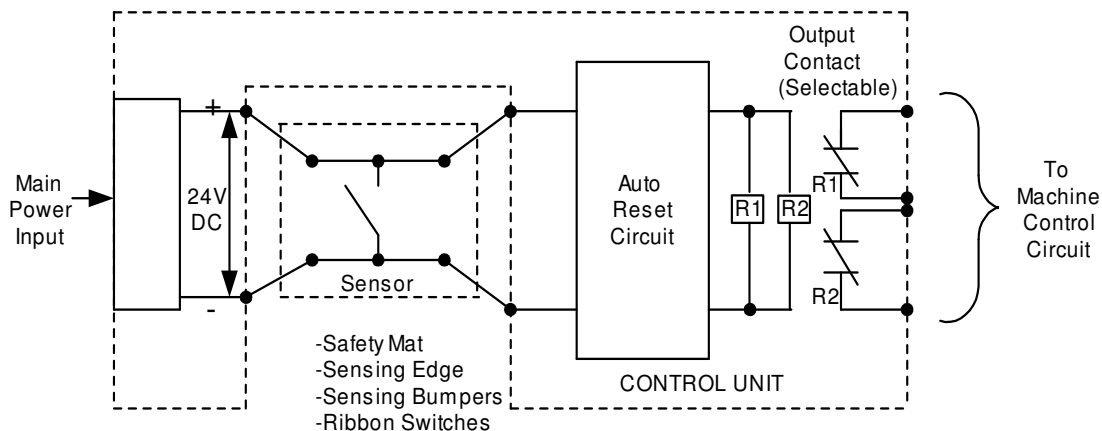 Main
Power
Input
+
24V
DC
-
Sensor
-Safety Mat
-Sensing Edge
-Sensing Bumpers
-Ribbon Switches
Auto
Reset
Circuit
CONTROL UNIT
R1
R2
Output
Contact
(Selectable)
R1
R2
To
Machine
Control
Circuit